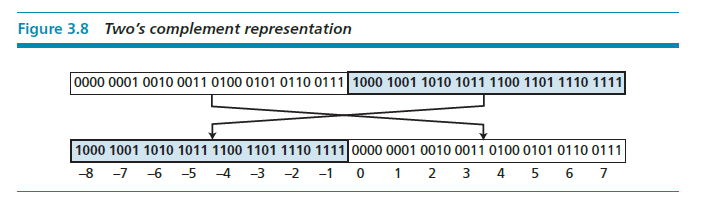 Figure 3.8 Two's complement representation
0000 0001 0010 0011 0100 0101 0110 0111 1000 1001 1010 1011 1100 1101 1110 1111
1000 1001 1010 1011 1100 1101 1110 1111 0000 0001 0010 0011 0100 0101 0110 0111
–8 –7 –6 –5 –4 –3 –2 –1 0 1 2 3 4 5 6 7